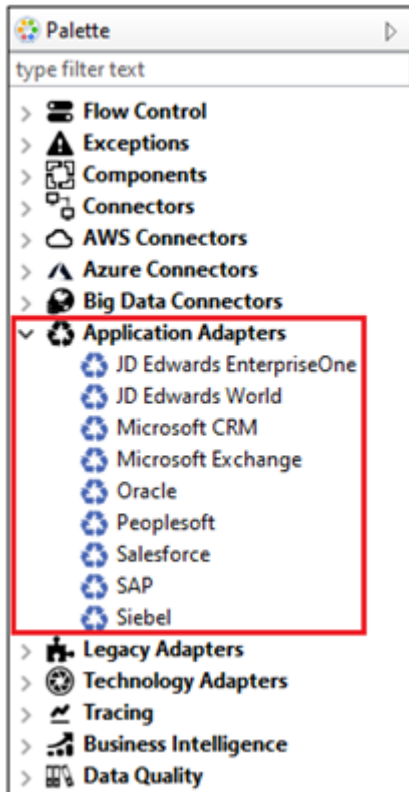 Palette
type filter text
Flow Control
Exceptions
Components
Connectors
AWS Connectors
Azure Connectors
Big Data Connectors
Application Adapters
JD Edwards EnterpriseOne
JD Edwards World
Microsoft CRM
Microsoft Exchange
Oracle
Peoplesoft
Salesforce
SAP
Siebel
Legacy Adapters
Technology Adapters
Tracing
Business Intelligence
Data Quality